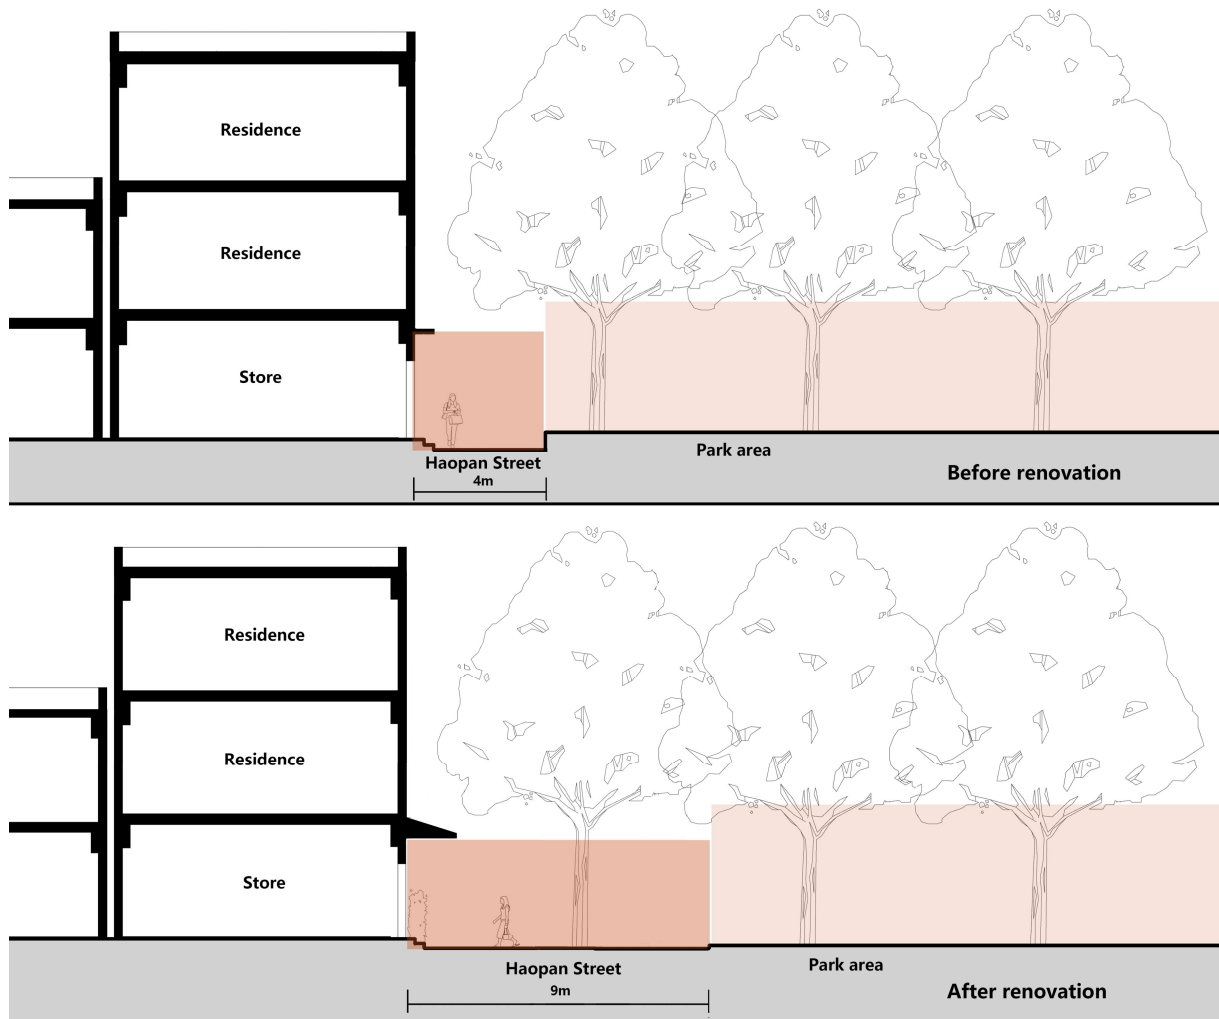 Residence
Residence
Store
Haopan Street
4m
Park area
Before renovation
Residence
Residence
Store
Haopan Street
9m
Park area
After renovation